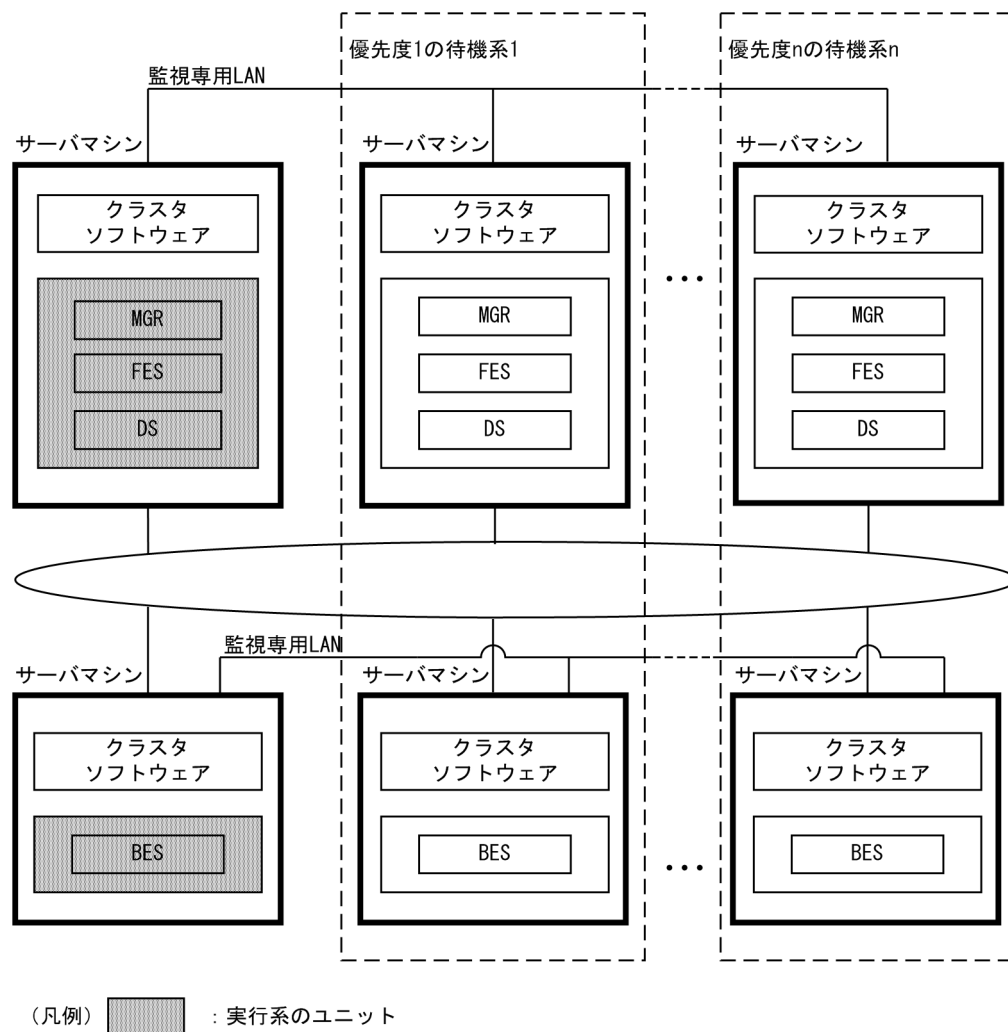 優先度1の待機系1
優先度nの待機系n
監視専用LAN
サーバマシン
サーバマシン
サーバマシン
クラスタ
ソフトウェア
クラスタ
ソフトウェア
クラスタ
ソフトウェア
MGR
FES
DS
MGR
FES
DS
MGR
FES
DS
…
監視専用LAN
サーバマシン
サーバマシン
サーバマシン
クラスタ
ソフトウェア
クラスタ
ソフトウェア
クラスタ
ソフトウェア
BES
BES
BES
…
(凡例) :実行系のユニット